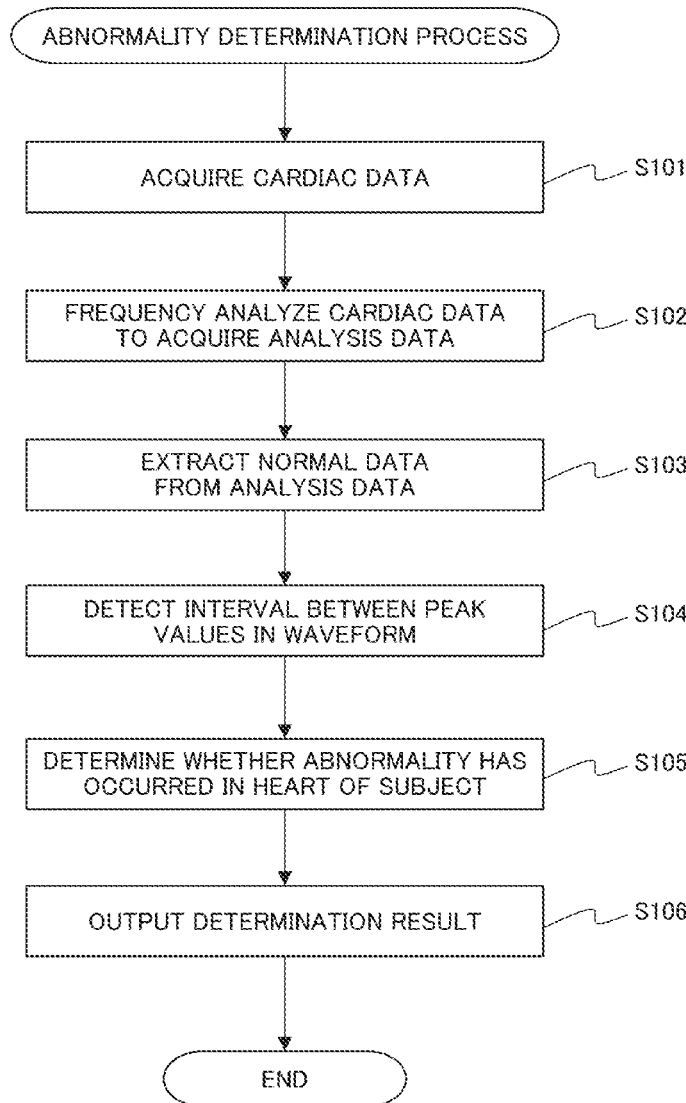 ABNORMALITY DETERMINATION PROCESS
ACQUIRE CARDIAC DATA
S101
FREQUENCY ANALYZE CARDIAC DATA
TO ACQUIRE ANALYSIS DATA
S102
EXTRACT NORMAL DATA
FROM ANALYSIS DATA
S103
DETECT INTERVAL BETWEEN PEAK
VALUES IN WAVEFORM
S104
DETERMINE WHETHER ABNORMALITY HAS
OCCURRED IN HEART OF SUBJECT
S105
OUTPUT DETERMINATION RESULT
S106
END